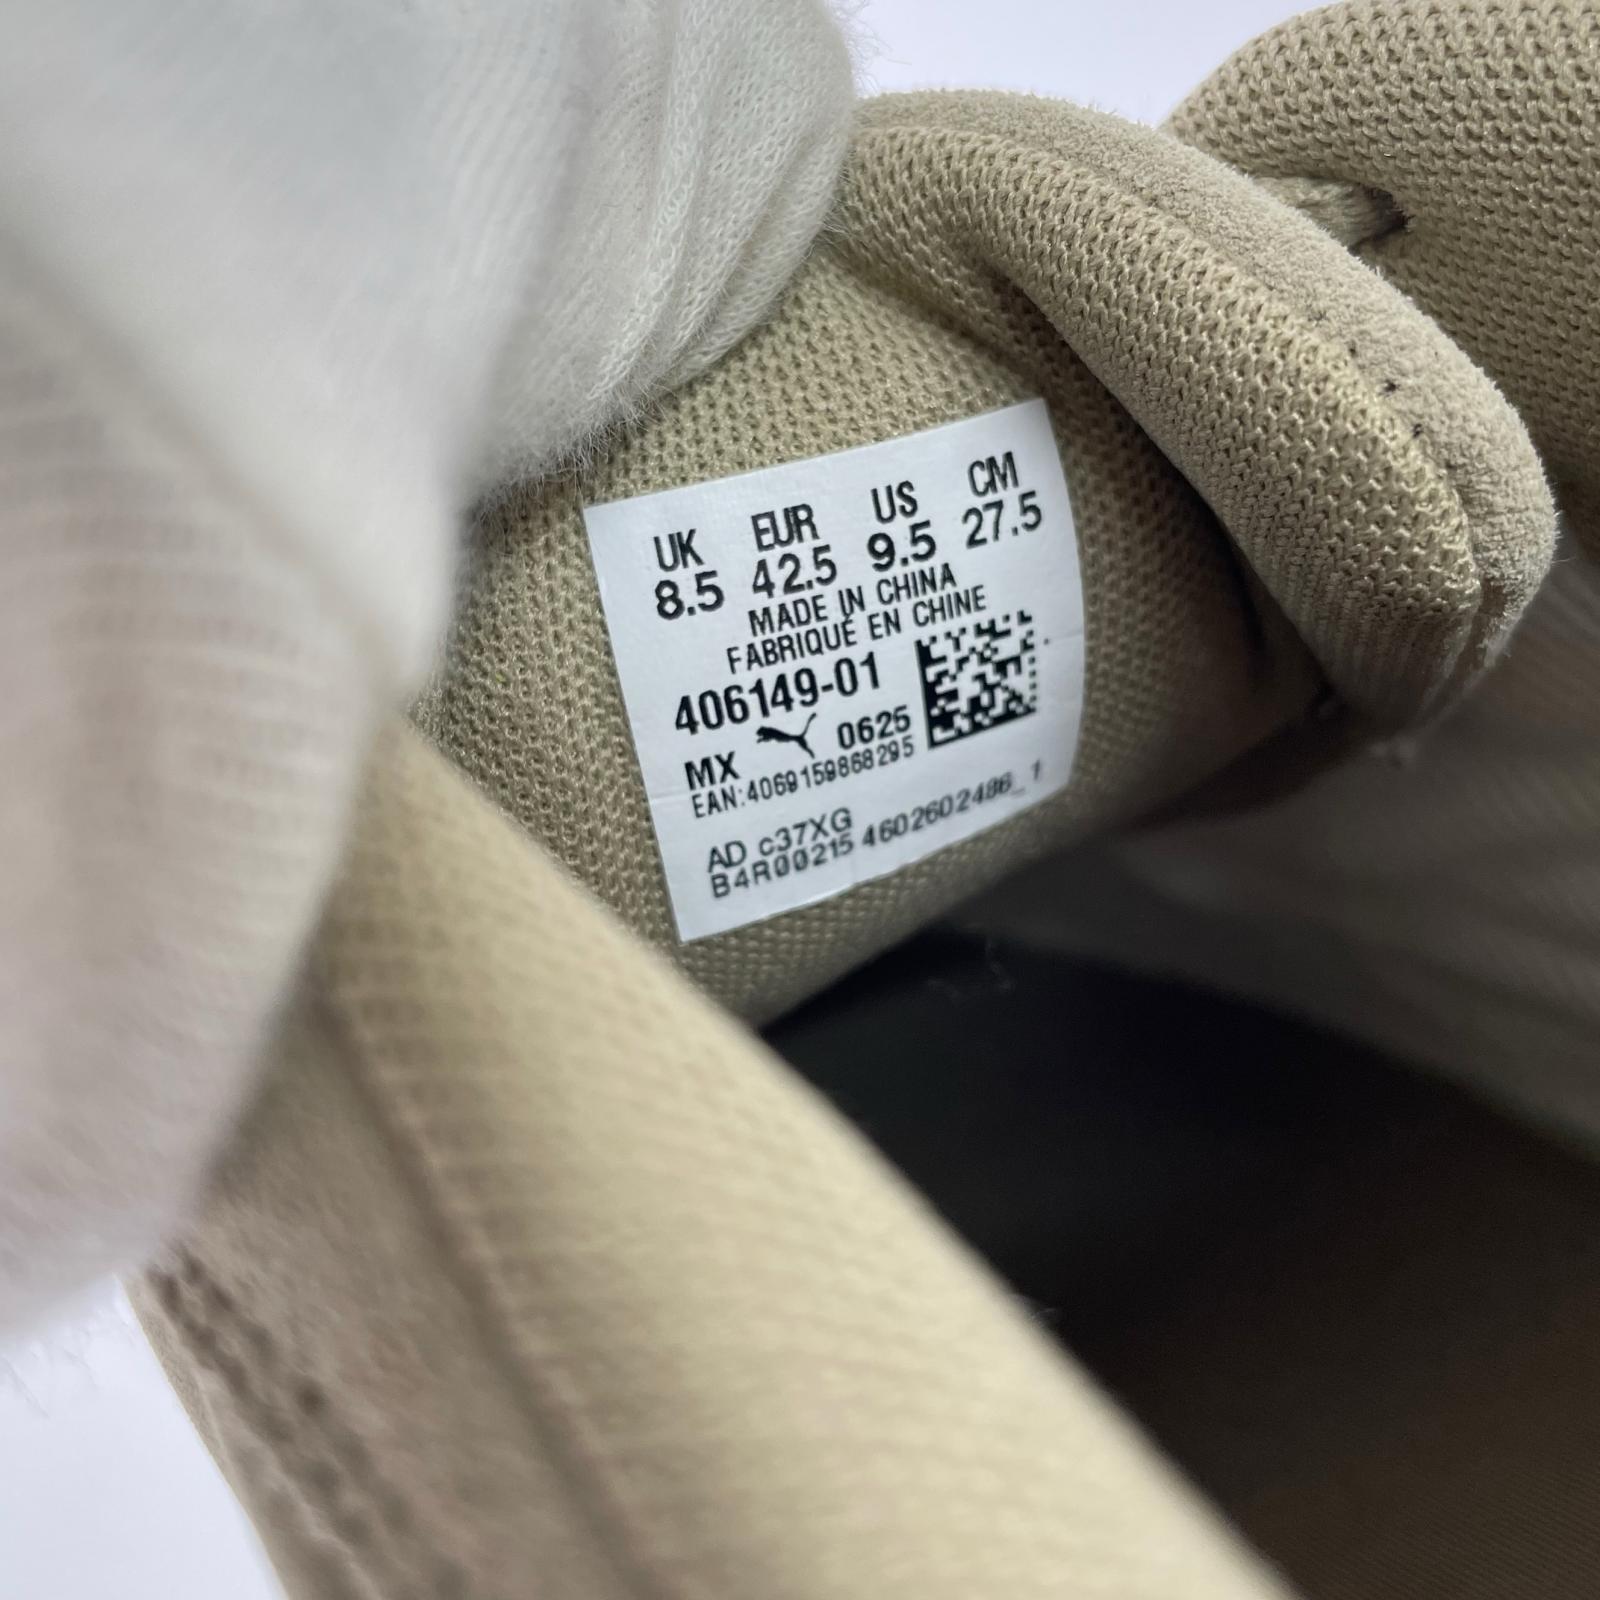 UK EUR US CM
8.5 42.5 9.5 27.5
MADE IN CHINA
FABRIQUÉ EN CHINE
406149-01
MX 0625
EAN:4069159868295
AD c37XG
B4R00215 4602602486_1